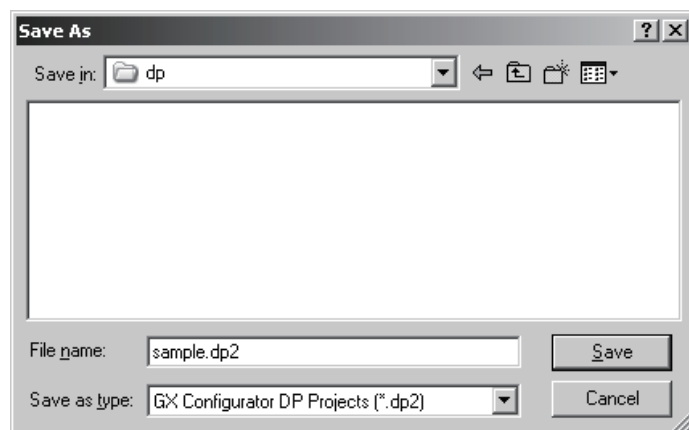 Save As
Save in: dp
File name: sample.dp2 Save
Save as type: GX Configurator DP Projects (*.dp2) Cancel